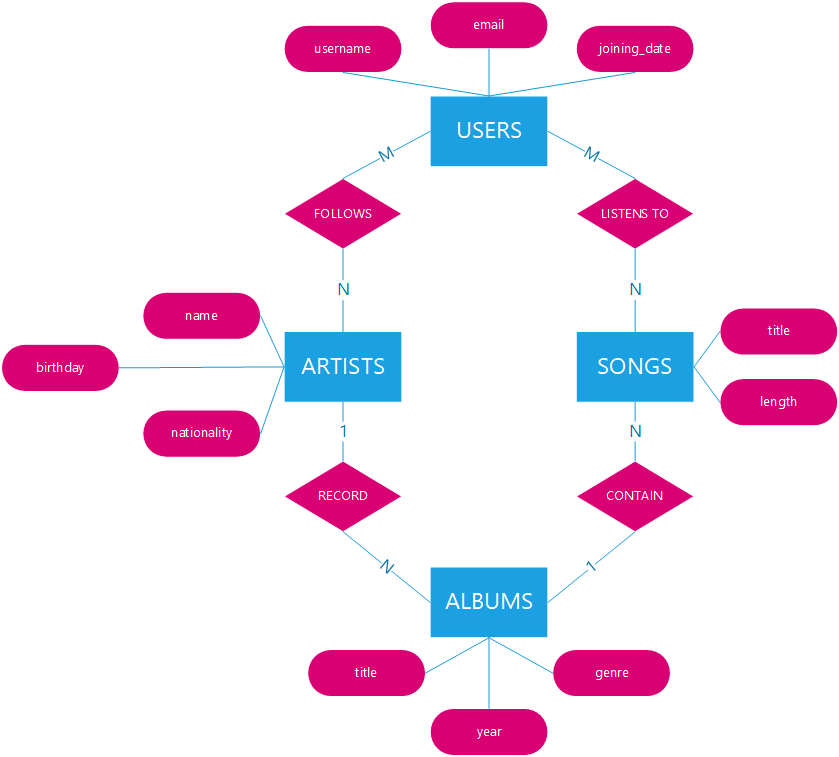 email
username
joining_date
USERS
M
M
FOLLOWS
LISTENS TO
N
N
name
title
birthday
ARTISTS
SONGS
length
nationality
1
N
RECORD
CONTAIN
N
1
ALBUMS
title
genre
year